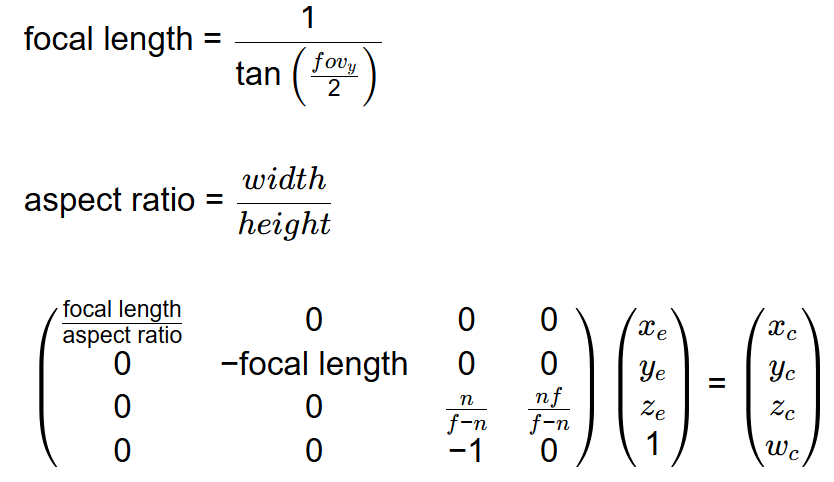 focal length = 1 / tan ( fov_y / 2 )
aspect ratio = width / height
( focal length / aspect ratio 0 0 0 ) ( x_e ) = ( x_c )
( 0 −focal length 0 0 ) ( y_e ) ( y_c )
( 0 0 n / f−n nf / f−n ) ( z_e ) ( z_c )
( 0 0 −1 0 ) ( 1 ) ( w_c )